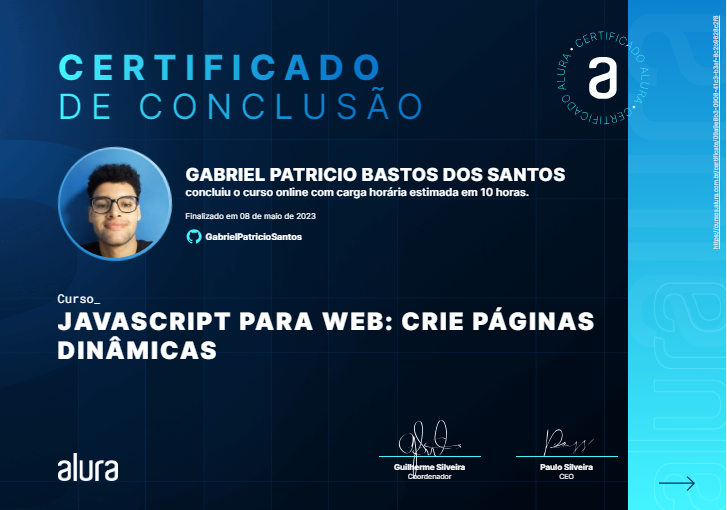 CERTIFICADO
DE CONCLUSÃO
CERTIFICADO ALURA • CERTIFICADO ALURA •
a
GABRIEL PATRICIO BASTOS DOS SANTOS
concluiu o curso online com carga horária estimada em 10 horas.
Finalizado em 08 de maio de 2023
GabrielPatricioSantos
Curso_
JAVASCRIPT PARA WEB: CRIE PÁGINAS
DINÂMICAS
alura
Guilherme Silveira
Coordenador
Paulo Silveira
CEO
alura